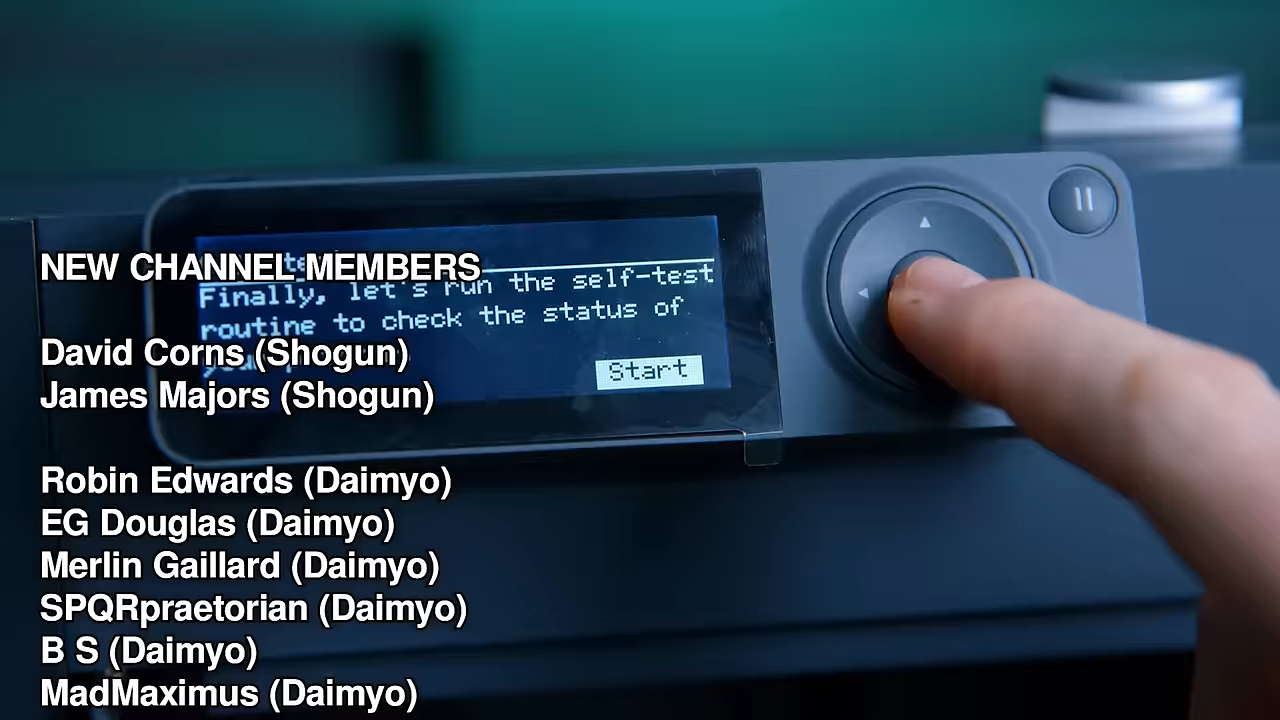 NEW CHANNEL MEMBERS
Finally, let's run the self-test
routine to check the status of
Start
David Corns (Shogun)
James Majors (Shogun)
Robin Edwards (Daimyo)
EG Douglas (Daimyo)
Merlin Gaillard (Daimyo)
SPQRpraetorian (Daimyo)
B S (Daimyo)
MadMaximus (Daimyo)